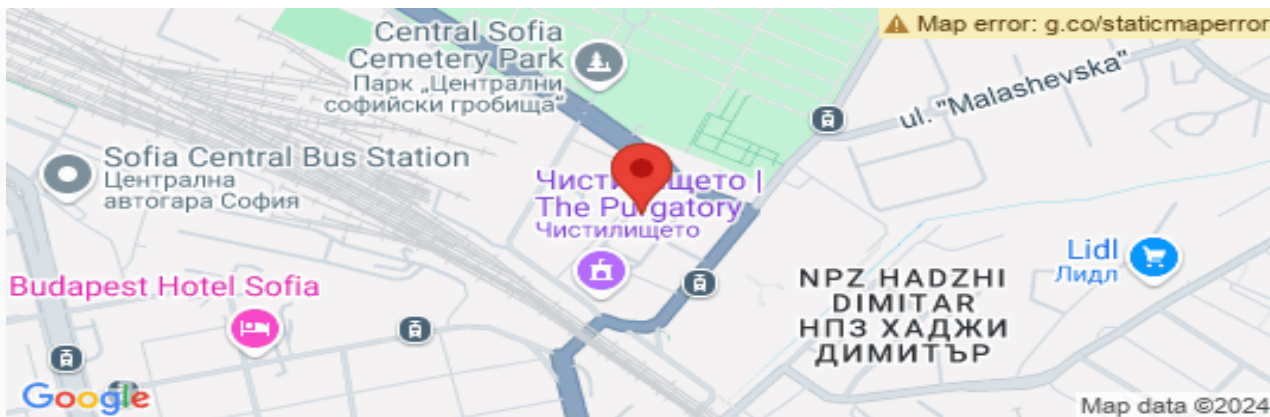 Map error: g.co/staticmaperror
Central Sofia
Cemetery Park
Парк „Централни
софийски гробища“
ul. "Malashevska"
Sofia Central Bus Station
Централна
автогара София
Чистилището |
The Purgatory
Чистилището
Lidl
Лидл
Budapest Hotel Sofia
NPZ HADZHI
DIMITAR
НПЗ ХАДЖИ
ДИМИТЪР
Google
Map data ©2024